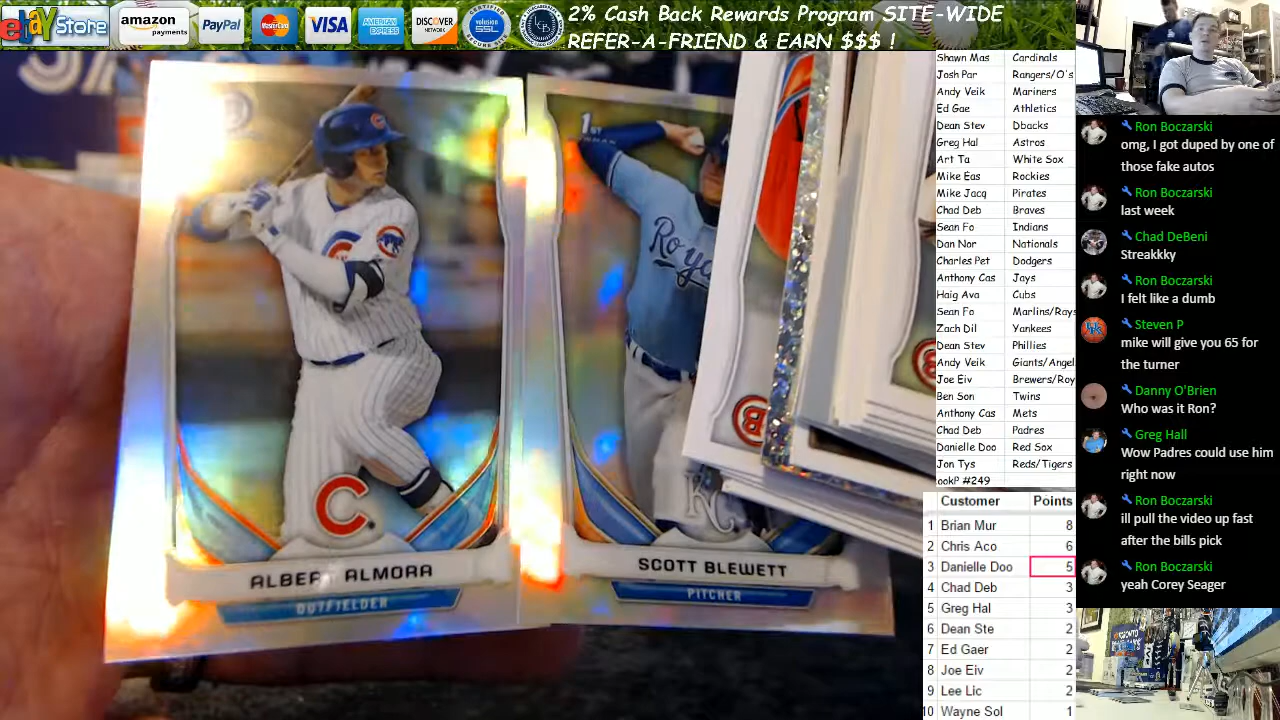 ebay Store
amazon
payments
PayPal
MasterCard
VISA
AMERICAN
EXPRESS
DISCOVER
NETWORK
SSL
2% Cash Back Rewards Program SITE-WIDE
REFER-A-FRIEND & EARN $$$ !
Shawn Mas Cardinals
Josh Par Rangers/O's
Andy Veik Mariners
Ed Gae Athletics
Dean Stev Dbacks
Greg Hal Astros
Art Ta White Sox
Mike Eas Rockies
Mike Jacq Pirates
Chad Deb Braves
Sean Fo Indians
Dan Nor Nationals
Charles Pet Dodgers
Anthony Cas Jays
Haig Ava Cubs
Sean Fo Marlins/Rays
Zach Dil Yankees
Dean Stev Phillies
Andy Veik Giants/Angel
Joe Eiv Brewers/Roy
Ben Son Twins
Anthony Cas Mets
Chad Deb Padres
Danielle Doo Red Sox
Jon Tys Reds/Tigers
ookP #249
Customer Points
1 Brian Mur 8
2 Chris Aco 6
3 Danielle Doo 5
4 Chad Deb 3
5 Greg Hal 3
6 Dean Ste 2
7 Ed Gaer 2
8 Joe Eiv 2
9 Lee Lic 2
10 Wayne Sol 1
Ron Boczarski
omg, I got duped by one of
those fake autos
Ron Boczarski
last week
Chad DeBeni
Streakkky
Ron Boczarski
I felt like a dumb
Steven P
mike will give you 65 for
the turner
Danny O'Brien
Who was it Ron?
Greg Hall
Wow Padres could use him
right now
Ron Boczarski
ill pull the video up fast
after the bills pick
Ron Boczarski
yeah Corey Seager
1ST
Roya
C
KC
ALBER ALMORA
OUTFIELDER
SCOTT BLEWETT
PITCHER